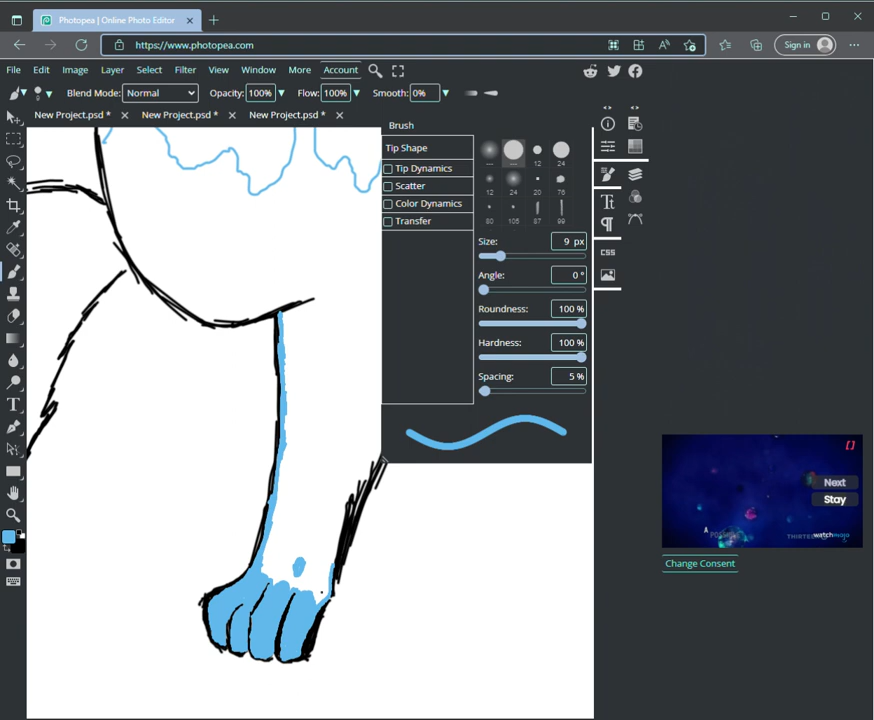 Photopea | Online Photo Editor
https://www.photopea.com
Sign in
File Edit Image Layer Select Filter View Window More Account
Blend Mode: Normal Opacity: 100% Flow: 100% Smooth: 0%
New Project.psd * New Project.psd * New Project.psd *
Brush
Tip Shape
Tip Dynamics
Scatter
Color Dynamics
Transfer
--- --- 12 24
12 24 20 76
80 105 87 99
Size: 9 px
Angle: 0 °
Roundness: 100 %
Hardness: 100 %
Spacing: 5 %
CSS
Next
Stay
A
watchmojo
Change Consent